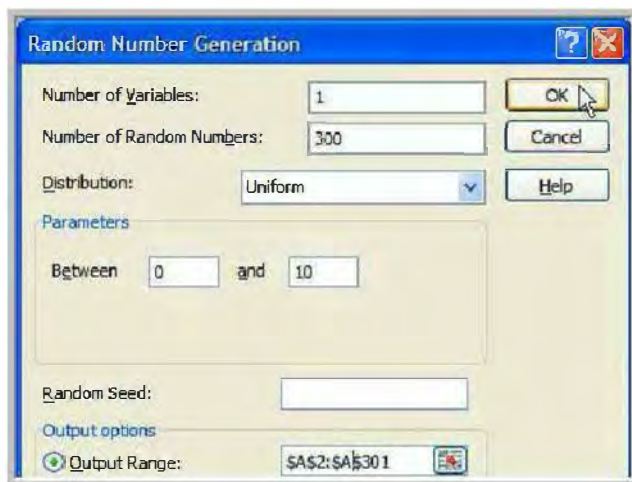 Random Number Generation
Number of Variables: 1 OK
Number of Random Numbers: 300 Cancel
Distribution: Uniform Help
Parameters
Between 0 and 10
Random Seed:
Output options
Output Range: $A$2:$A$301